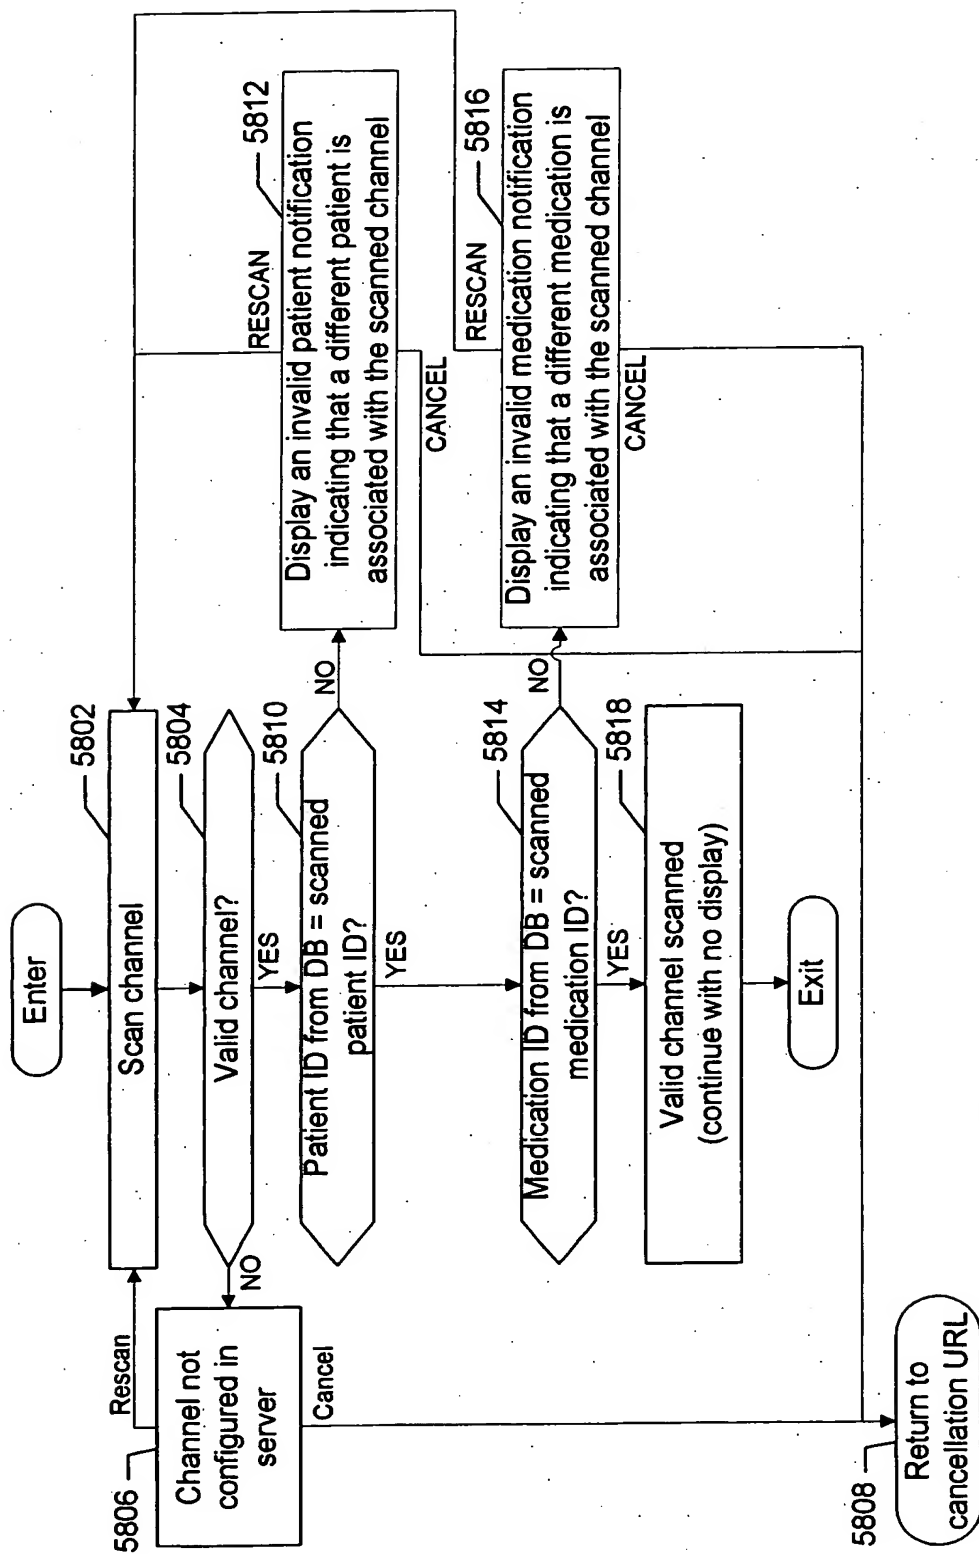 Enter
5802
Scan channel
5804
Valid channel?
YES
NO
5806
Rescan
Channel not
configured in
server
Cancel
5810
Patient ID from DB = scanned
patient ID?
NO
YES
RESCAN
5812
Display an invalid patient notification
indicating that a different patient is
associated with the scanned channel
CANCEL
5814
Medication ID from DB = scanned
medication ID?
NO
YES
RESCAN
5816
Display an invalid medication notification
indicating that a different medication is
associated with the scanned channel
CANCEL
5818
Valid channel scanned
(continue with no display)
Exit
5808
Return to
cancellation URL